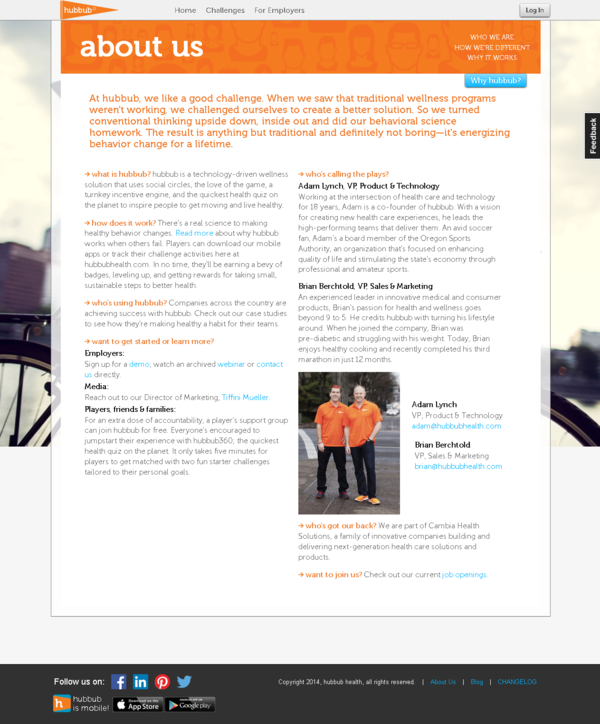 hubbub
Home Challenges For Employers
Log In
about us
WHO WE ARE.
HOW WE'RE DIFFERENT.
WHY IT WORKS.
Why hubbub?
At hubbub, we like a good challenge. When we saw that traditional wellness programs
weren't working, we challenged ourselves to create a better solution. So we turned
conventional thinking upside down, inside out and did our behavioral science
homework. The result is anything but traditional and definitely not boring—it's energizing
behavior change for a lifetime.
Feedback
→ what is hubbub? hubbub is a technology-driven wellness
solution that uses social circles, the love of the game, a
turnkey incentive engine, and the quickest health quiz on
the planet to inspire people to get moving and live healthy.
→ how does it work? There's a real science to making
healthy behavior changes. Read more about why hubbub
works when others fail. Players can download our mobile
apps or track their challenge activities here at
hubbubhealth.com. In no time, they'll be earning a bevy of
badges, leveling up, and getting rewards for taking small,
sustainable steps to better health.
→ who's using hubbub? Companies across the country are
achieving success with hubbub. Check out our case studies
to see how they're making healthy a habit for their teams.
→ want to get started or learn more?
Employers:
Sign up for a demo, watch an archived webinar or contact
us directly.
Media:
Reach out to our Director of Marketing, Tiffini Mueller.
Players, friends & families:
For an extra dose of accountability, a player's support group
can join hubbub for free. Everyone's encouraged to
jumpstart their experience with hubbub360, the quickest
health quiz on the planet. It only takes five minutes for
players to get matched with two fun starter challenges
tailored to their personal goals.
→ who's calling the plays?
Adam Lynch, VP, Product & Technology
Working at the intersection of health care and technology
for 18 years, Adam is a co-founder of hubbub. With a vision
for creating new health care experiences, he leads the
high-performing teams that deliver them. An avid soccer
fan, Adam's a board member of the Oregon Sports
Authority, an organization that's focused on enhancing
quality of life and stimulating the state's economy through
professional and amateur sports.
Brian Berchtold, VP, Sales & Marketing
An experienced leader in innovative medical and consumer
products, Brian's passion for health and wellness goes
beyond 9 to 5. He credits hubbub with turning his lifestyle
around. When he joined the company, Brian was
pre-diabetic and struggling with his weight. Today, Brian
enjoys healthy cooking and recently completed his third
marathon in just 12 months.
Adam Lynch
VP, Product & Technology
adam@hubbubhealth.com
Brian Berchtold
VP, Sales & Marketing
brian@hubbubhealth.com
→ who's got our back? We are part of Cambia Health
Solutions, a family of innovative companies building and
delivering next-generation health care solutions and
products.
→ want to join us? Check out our current job openings.
Follow us on:
Copyright 2014, hubbub health, all rights reserved. | About Us | Blog | CHANGELOG
hubbub
is mobile!
App Store
Google play